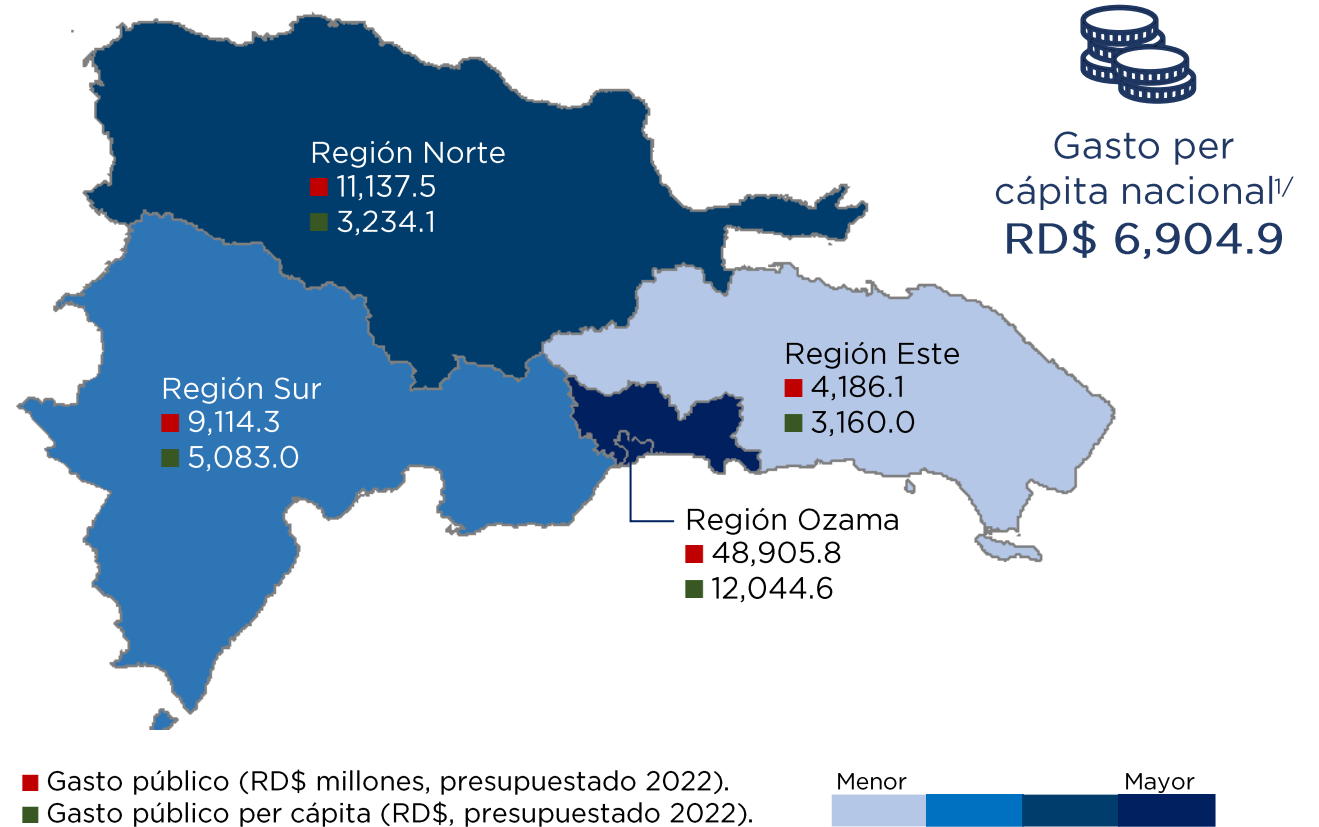 Gasto per
cápita nacional1/
RD$ 6,904.9
Región Norte
11,137.5
3,234.1
Región Este
4,186.1
3,160.0
Región Sur
9,114.3
5,083.0
Región Ozama
48,905.8
12,044.6
Gasto público (RD$ millones, presupuestado 2022).
Gasto público per cápita (RD$, presupuestado 2022).
Menor
Mayor